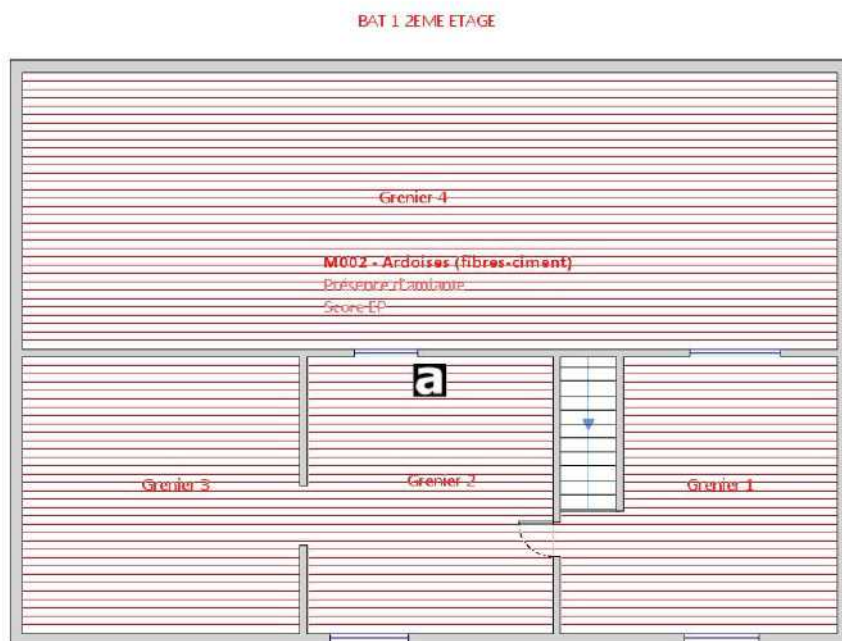 BAT 1 2EME ETAGE
Grenier 4
M002 - Ardoises (fibres-ciment)
Présence d'amiante
Score EP
a
Grenier 3
Grenier 2
Grenier 1